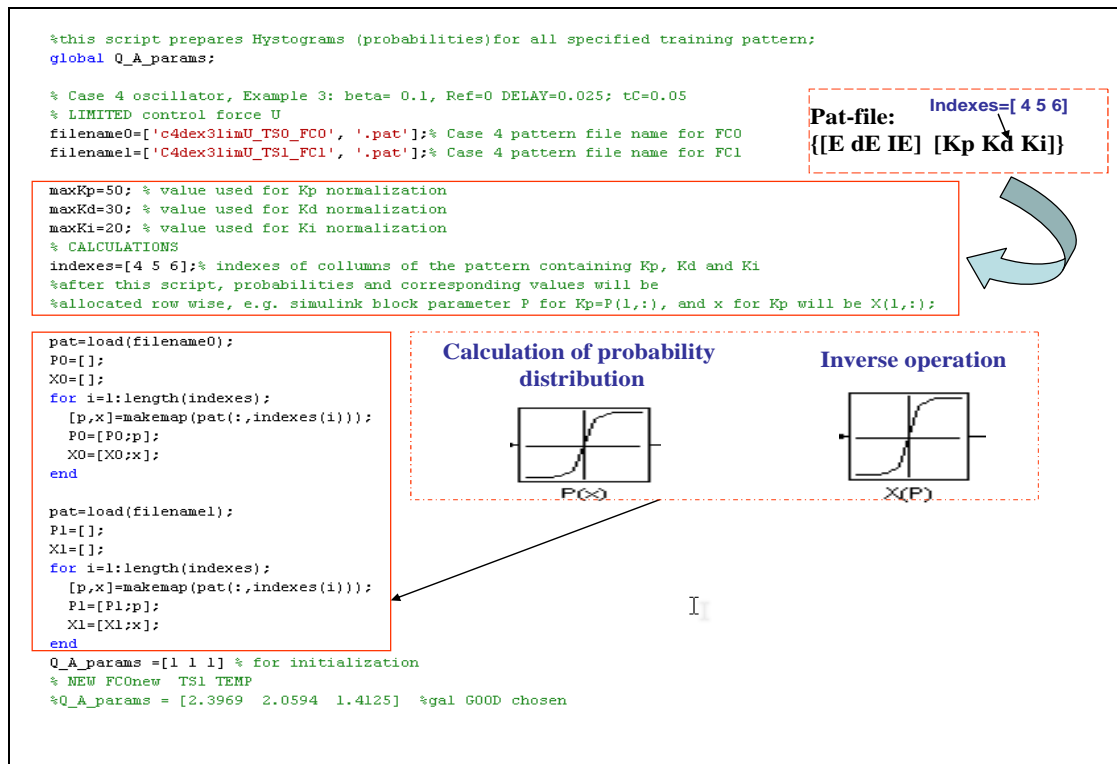 %this script prepares Hystograms (probabilities)for all specified training pattern;
global Q_A_params;
% Case 4 oscillator, Example 3: beta= 0.1, Ref=0 DELAY=0.025; tC=0.05
% LIMITED control force U
filename0=['c4dex3limU_TS0_FC0', '.pat'];% Case 4 pattern file name for FC0
filename1=['C4dex3limU_TS1_FC1', '.pat'];% Case 4 pattern file name for FC1
Indexes=[ 4 5 6]
Pat-file:
{[E dE IE] [Kp Kd Ki]}
maxKp=50; % value used for Kp normalization
maxKd=30; % value used for Kd normalization
maxKi=20; % value used for Ki normalization
% CALCULATIONS
indexes=[4 5 6];% indexes of collumns of the pattern containing Kp, Kd and Ki
%after this script, probabilities and corresponding values will be
%allocated row wise, e.g. simulink block parameter P for Kp=P(1,:), and x for Kp will be X(1,:);
pat=load(filename0);
P0=[];
X0=[];
for i=1:length(indexes);
[p,x]=makemap(pat(:,indexes(i)));
P0=[P0;p];
X0=[X0;x];
end
pat=load(filename1);
P1=[];
X1=[];
for i=1:length(indexes);
[p,x]=makemap(pat(:,indexes(i)));
P1=[P1;p];
X1=[X1;x];
end
Calculation of probability
distribution
P(x)
Inverse operation
X(P)
Q_A_params =[1 1 1] % for initialization
% NEW FC0new  TS1 TEMP
%Q_A_params = [2.3969  2.0594  1.4125]  %gal GOOD chosen